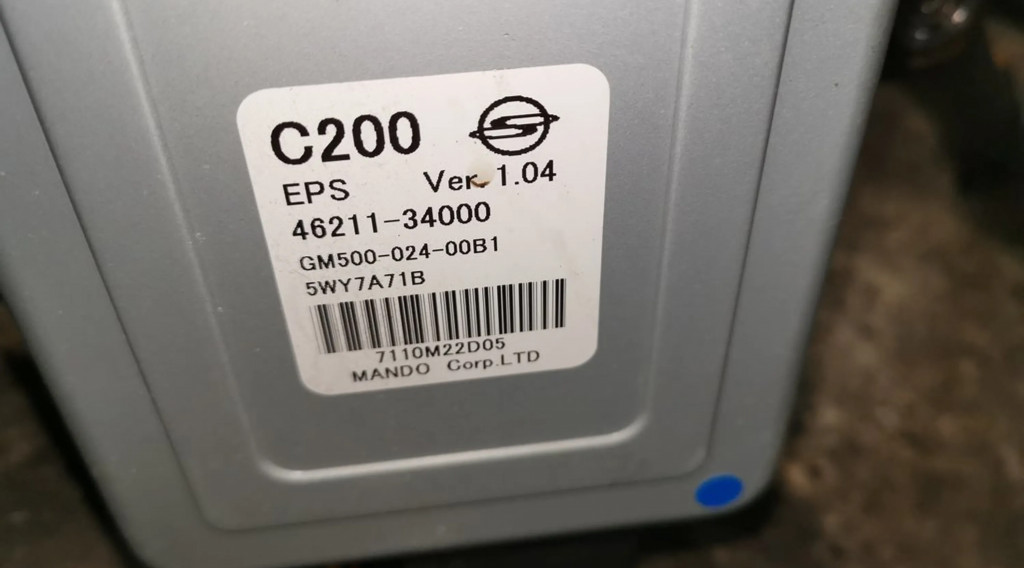 C200
EPS Ver. 1.04
46211-34000
GM500-024-00B1
5WY7A71B
7110M22D05
MANDO Corp.LTD